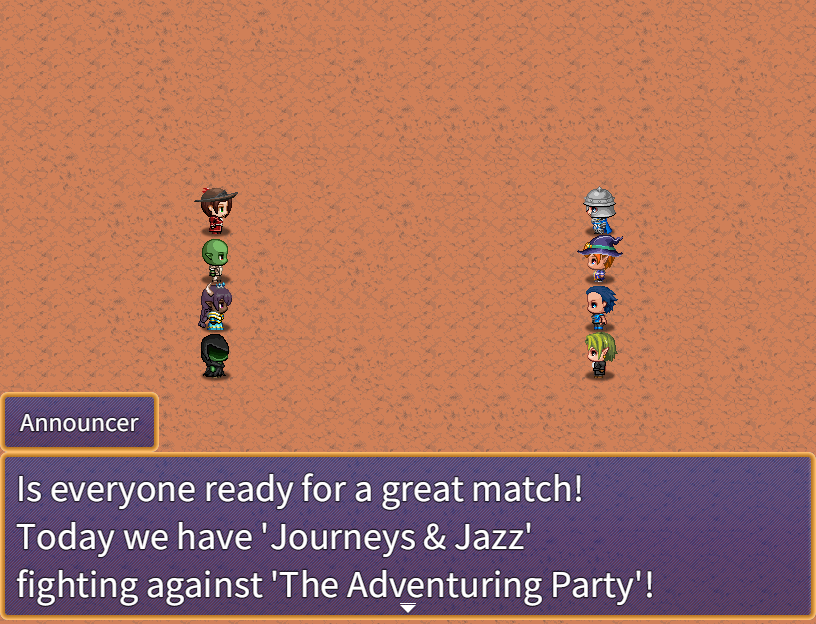 Announcer
Is everyone ready for a great match!
Today we have 'Journeys & Jazz'
fighting against 'The Adventuring Party'!